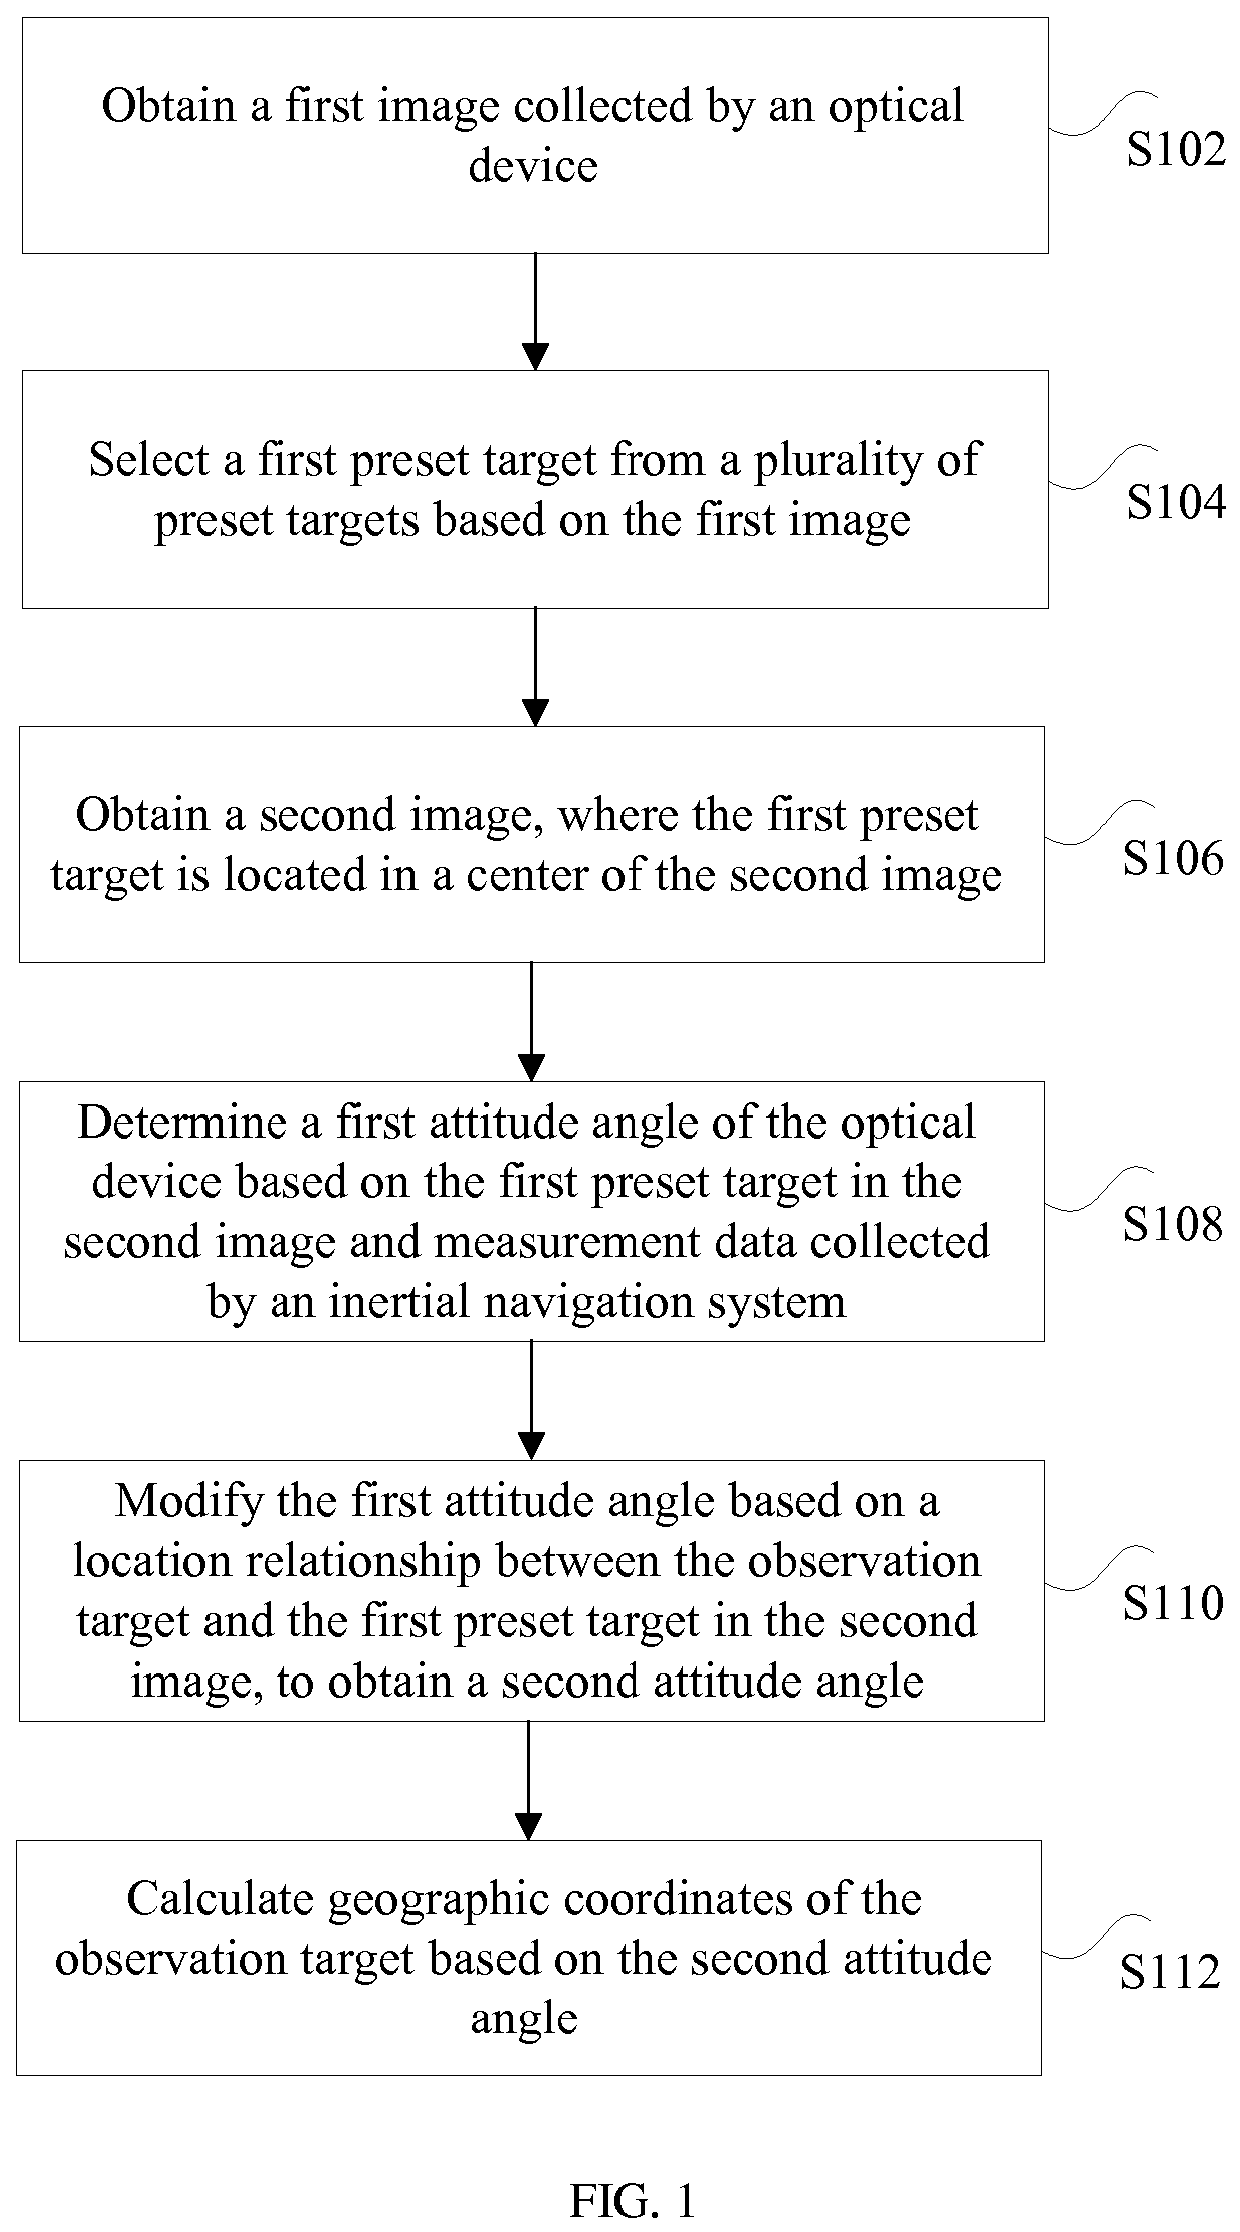 Obtain a first image collected by an optical
device
S102
Select a first preset target from a plurality of
preset targets based on the first image
S104
Obtain a second image, where the first preset
target is located in a center of the second image
S106
Determine a first attitude angle of the optical
device based on the first preset target in the
second image and measurement data collected
by an inertial navigation system
S108
Modify the first attitude angle based on a
location relationship between the observation
target and the first preset target in the second
image, to obtain a second attitude angle
S110
Calculate geographic coordinates of the
observation target based on the second attitude
angle
S112
FIG. 1